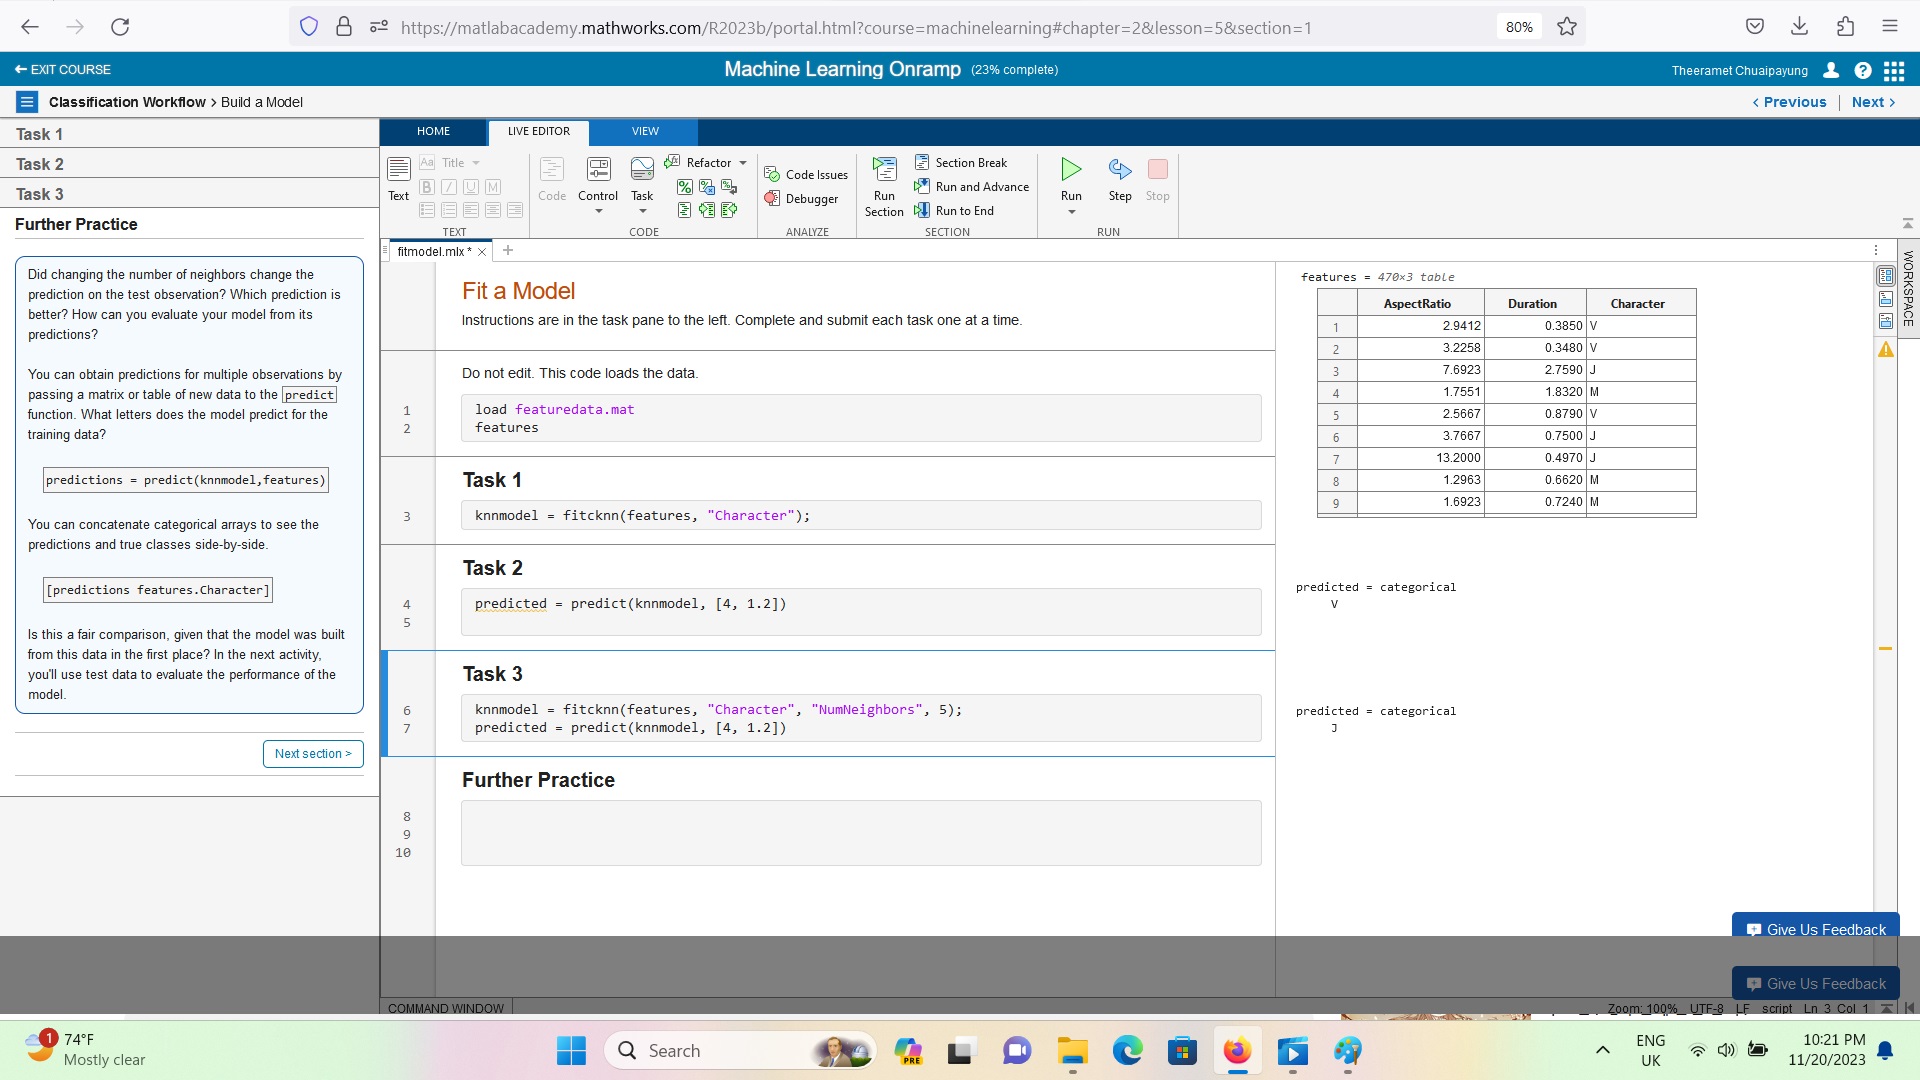 https://matlabacademy.mathworks.com/R2023b/portal.html?course=machinelearning#chapter=2&lesson=5&section=1
80%
EXIT COURSE
Machine Learning Onramp (23% complete)
Theeramet Chuaipayung
Classification Workflow > Build a Model
< Previous | Next >
Task 1
Task 2
Task 3
Further Practice
Did changing the number of neighbors change the
prediction on the test observation? Which prediction is
better? How can you evaluate your model from its
predictions?
You can obtain predictions for multiple observations by
passing a matrix or table of new data to the predict
function. What letters does the model predict for the
training data?
predictions = predict(knnmodel,features)
You can concatenate categorical arrays to see the
predictions and true classes side-by-side.
[predictions features.Character]
Is this a fair comparison, given that the model was built
from this data in the first place? In the next activity,
you'll use test data to evaluate the performance of the
model.
Next section >
HOME LIVE EDITOR VIEW
Text
Aa Title
B I U M
TEXT
Code
Control
Task
Refactor
CODE
Code Issues
Debugger
ANALYZE
Run
Section
Section Break
Run and Advance
Run to End
SECTION
Run
Step
Stop
RUN
fitmodel.mlx * × +
Fit a Model
Instructions are in the task pane to the left. Complete and submit each task one at a time.
Do not edit. This code loads the data.
1 load featuredata.mat
2 features
Task 1
3 knnmodel = fitcknn(features, "Character");
Task 2
4 predicted = predict(knnmodel, [4, 1.2])
5
Task 3
6 knnmodel = fitcknn(features, "Character", "NumNeighbors", 5);
7 predicted = predict(knnmodel, [4, 1.2])
Further Practice
8
9
10
features = 470×3 table
AspectRatio Duration Character
1 2.9412 0.3850 V
2 3.2258 0.3480 V
3 7.6923 2.7590 J
4 1.7551 1.8320 M
5 2.5667 0.8790 V
6 3.7667 0.7500 J
7 13.2000 0.4970 J
8 1.2963 0.6620 M
9 1.6923 0.7240 M
predicted = categorical
V
predicted = categorical
J
WORKSPACE
Give Us Feedback
Give Us Feedback
COMMAND WINDOW
Zoom: 100% UTF-8 LF script Ln 3 Col 1
1
74°F
Mostly clear
Search
PRE
ENG
UK
10:21 PM
11/20/2023